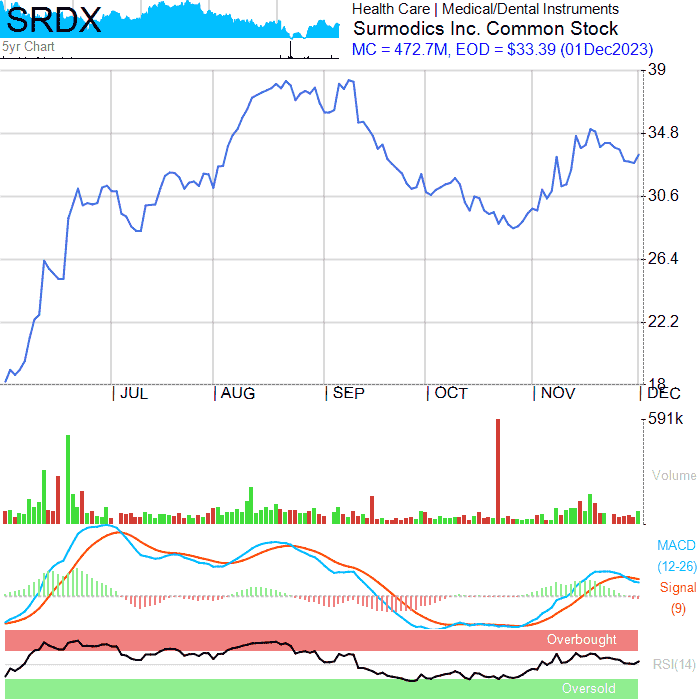 SRDX
5yr Chart
Health Care | Medical/Dental Instruments
Surmodics Inc. Common Stock
MC = 472.7M, EOD = $33.39 (01Dec2023)
39
34.8
30.6
26.4
22.2
18
JUL
AUG
SEP
OCT
NOV
DEC
591k
Volume
MACD
(12-26)
Signal
(9)
Overbought
RSI(14)
Oversold